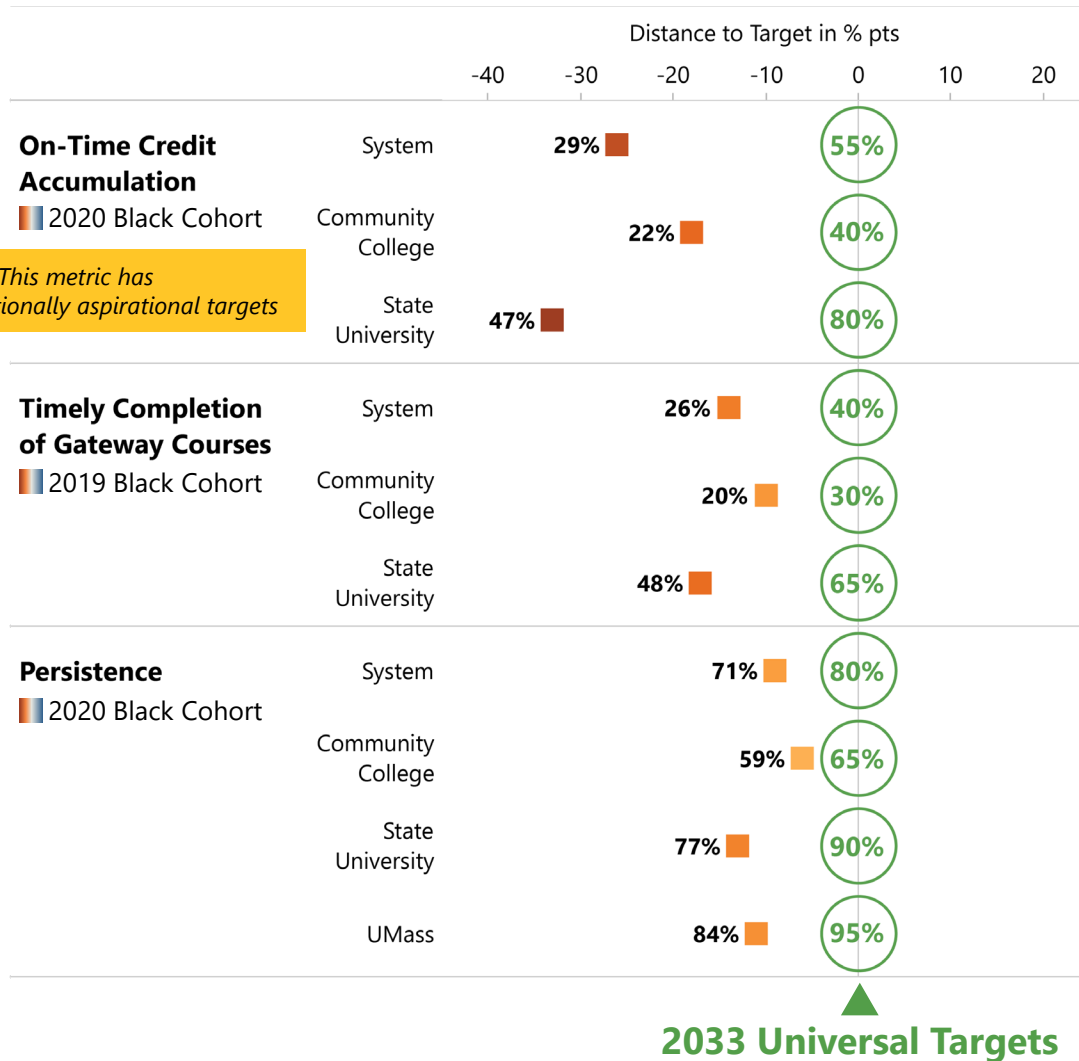 Distance to Target in % pts
-40 -30 -20 -10 0 10 20
On-Time Credit
Accumulation
2020 Black Cohort
This metric has
aspirational targets
System
29%
55%
Community
College
22%
40%
State
University
47%
80%
Timely Completion
of Gateway Courses
2019 Black Cohort
System
26%
40%
Community
College
20%
30%
State
University
48%
65%
Persistence
2020 Black Cohort
System
71%
80%
Community
College
59%
65%
State
University
77%
90%
UMass
84%
95%
2033 Universal Targets